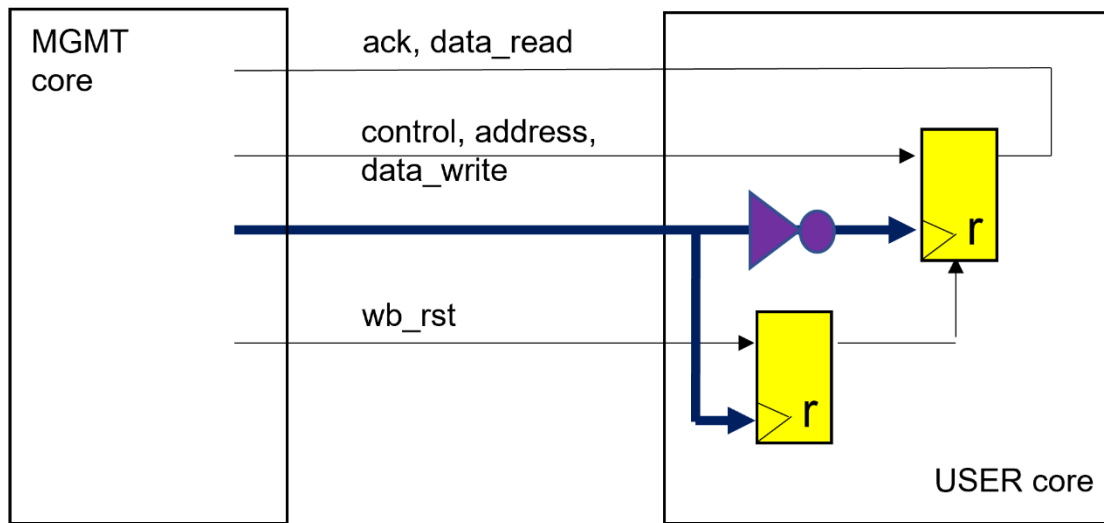 MGMT
core
ack, data_read
control, address,
data_write
r
wb_rst
r
USER core